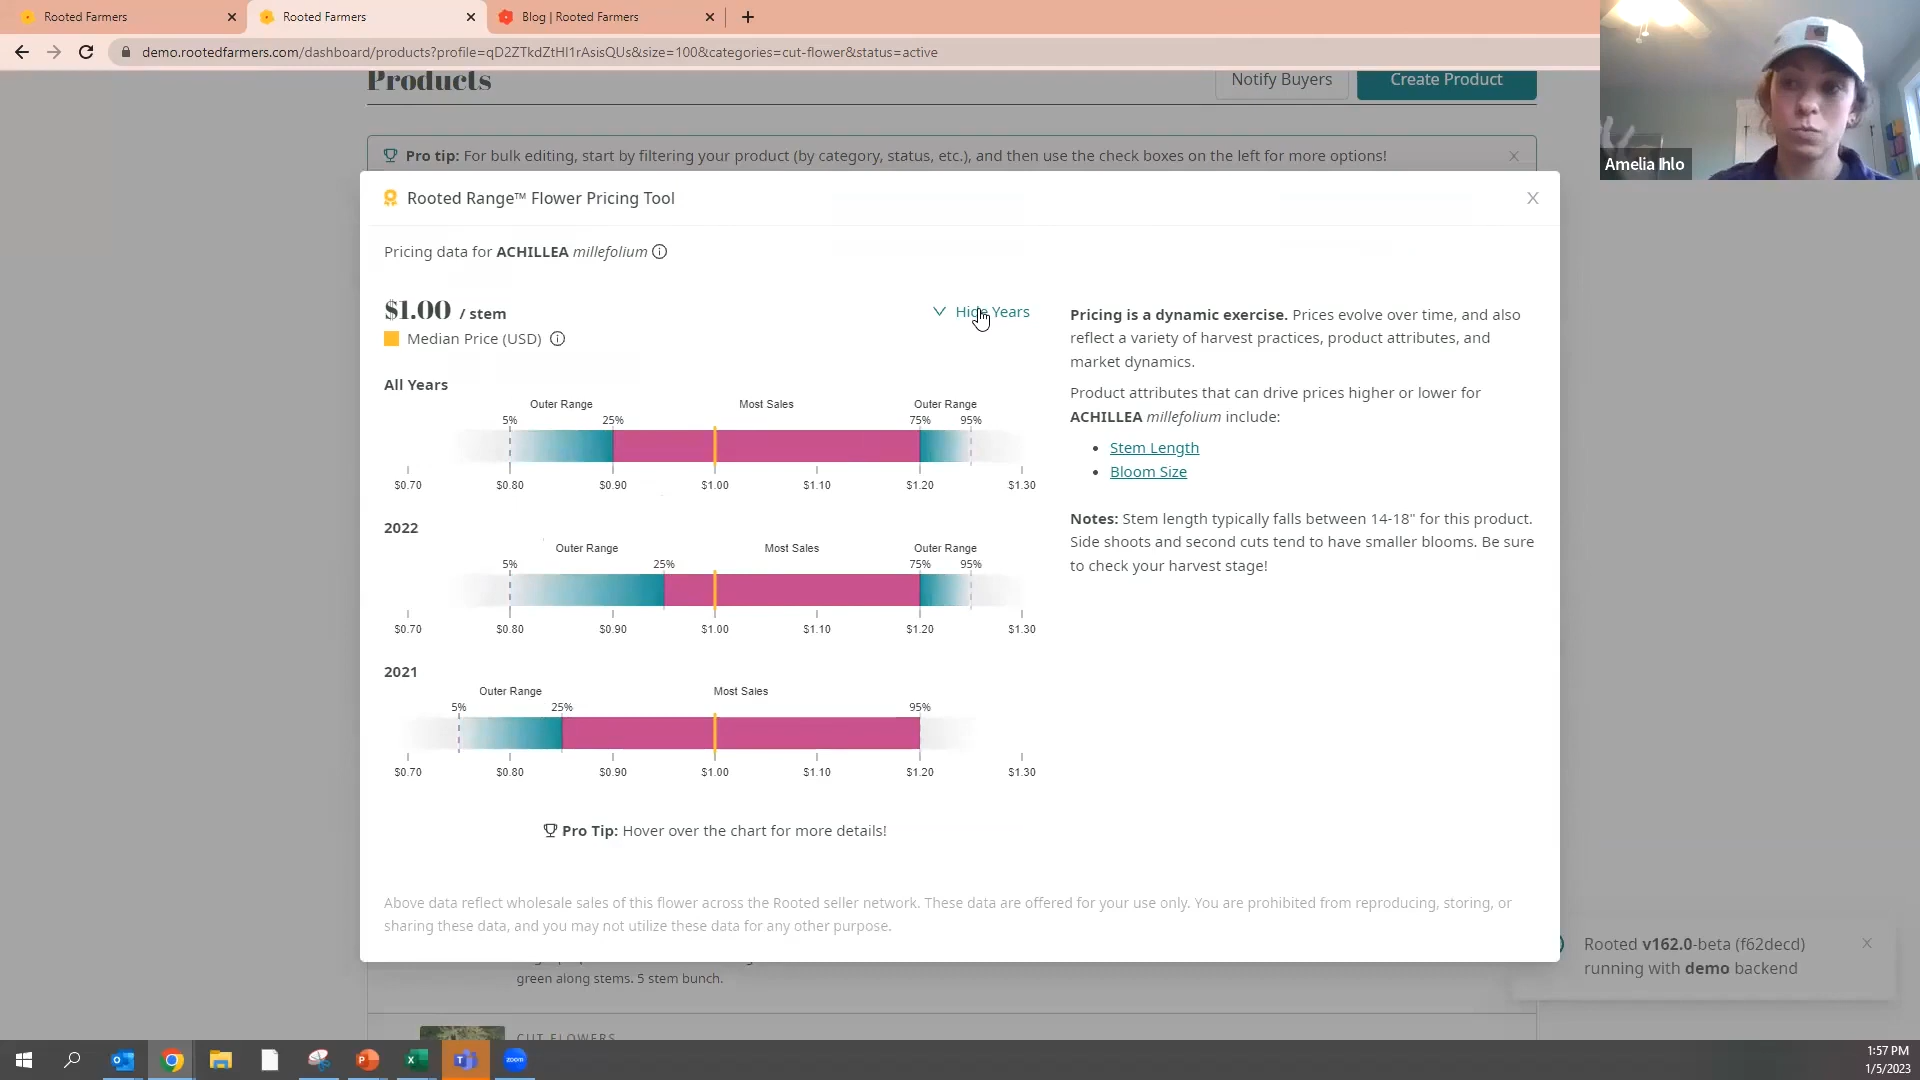 Rooted Farmers
Rooted Farmers
Blog | Rooted Farmers
demo.rootedfarmers.com/dashboard/products?profile=qD2ZTkdZtHI1rAsisQUs&size=100&categories=cut-flower&status=active
Products
Notify Buyers
Create Product
Amelia Ihlo
Pro tip: For bulk editing, start by filtering your product (by category, status, etc.), and then use the check boxes on the left for more options!
Rooted Range™ Flower Pricing Tool
Pricing data for ACHILLEA millefolium
$1.00 / stem
Hide Years
Median Price (USD)
All Years
Outer Range Most Sales Outer Range
5% 25% 75% 95%
$0.70 $0.80 $0.90 $1.00 $1.10 $1.20 $1.30
2022
Outer Range Most Sales Outer Range
5% 25% 75% 95%
$0.70 $0.80 $0.90 $1.00 $1.10 $1.20 $1.30
2021
Outer Range Most Sales
5% 25% 95%
$0.70 $0.80 $0.90 $1.00 $1.10 $1.20 $1.30
Pro Tip: Hover over the chart for more details!
Pricing is a dynamic exercise. Prices evolve over time, and also
reflect a variety of harvest practices, product attributes, and
market dynamics.
Product attributes that can drive prices higher or lower for
ACHILLEA millefolium include:
Stem Length
Bloom Size
Notes: Stem length typically falls between 14-18" for this product.
Side shoots and second cuts tend to have smaller blooms. Be sure
to check your harvest stage!
Above data reflect wholesale sales of this flower across the Rooted seller network. These data are offered for your use only. You are prohibited from reproducing, storing, or
sharing these data, and you may not utilize these data for any other purpose.
green along stems. 5 stem bunch.
CUT FLOWERS
Rooted v162.0-beta (f62decd)
running with demo backend
zoom
1:57 PM
1/5/2023